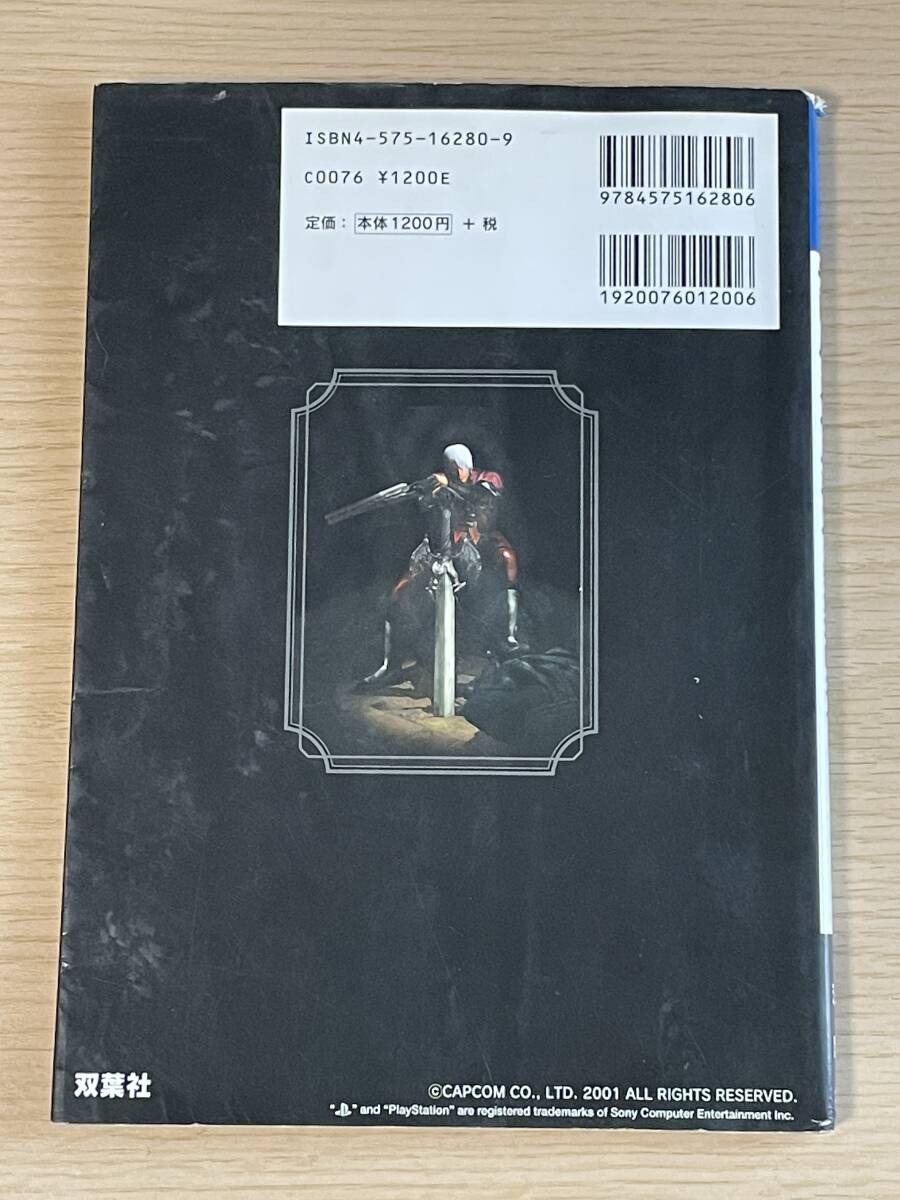 ISBN4-575-16280-9
C0076 ¥1200E
定価：本体1200円 + 税
9784575162806
1920076012006
双葉社
©CAPCOM CO., LTD. 2001 ALL RIGHTS RESERVED.
" " and "PlayStation" are registered trademarks of Sony Computer Entertainment Inc.